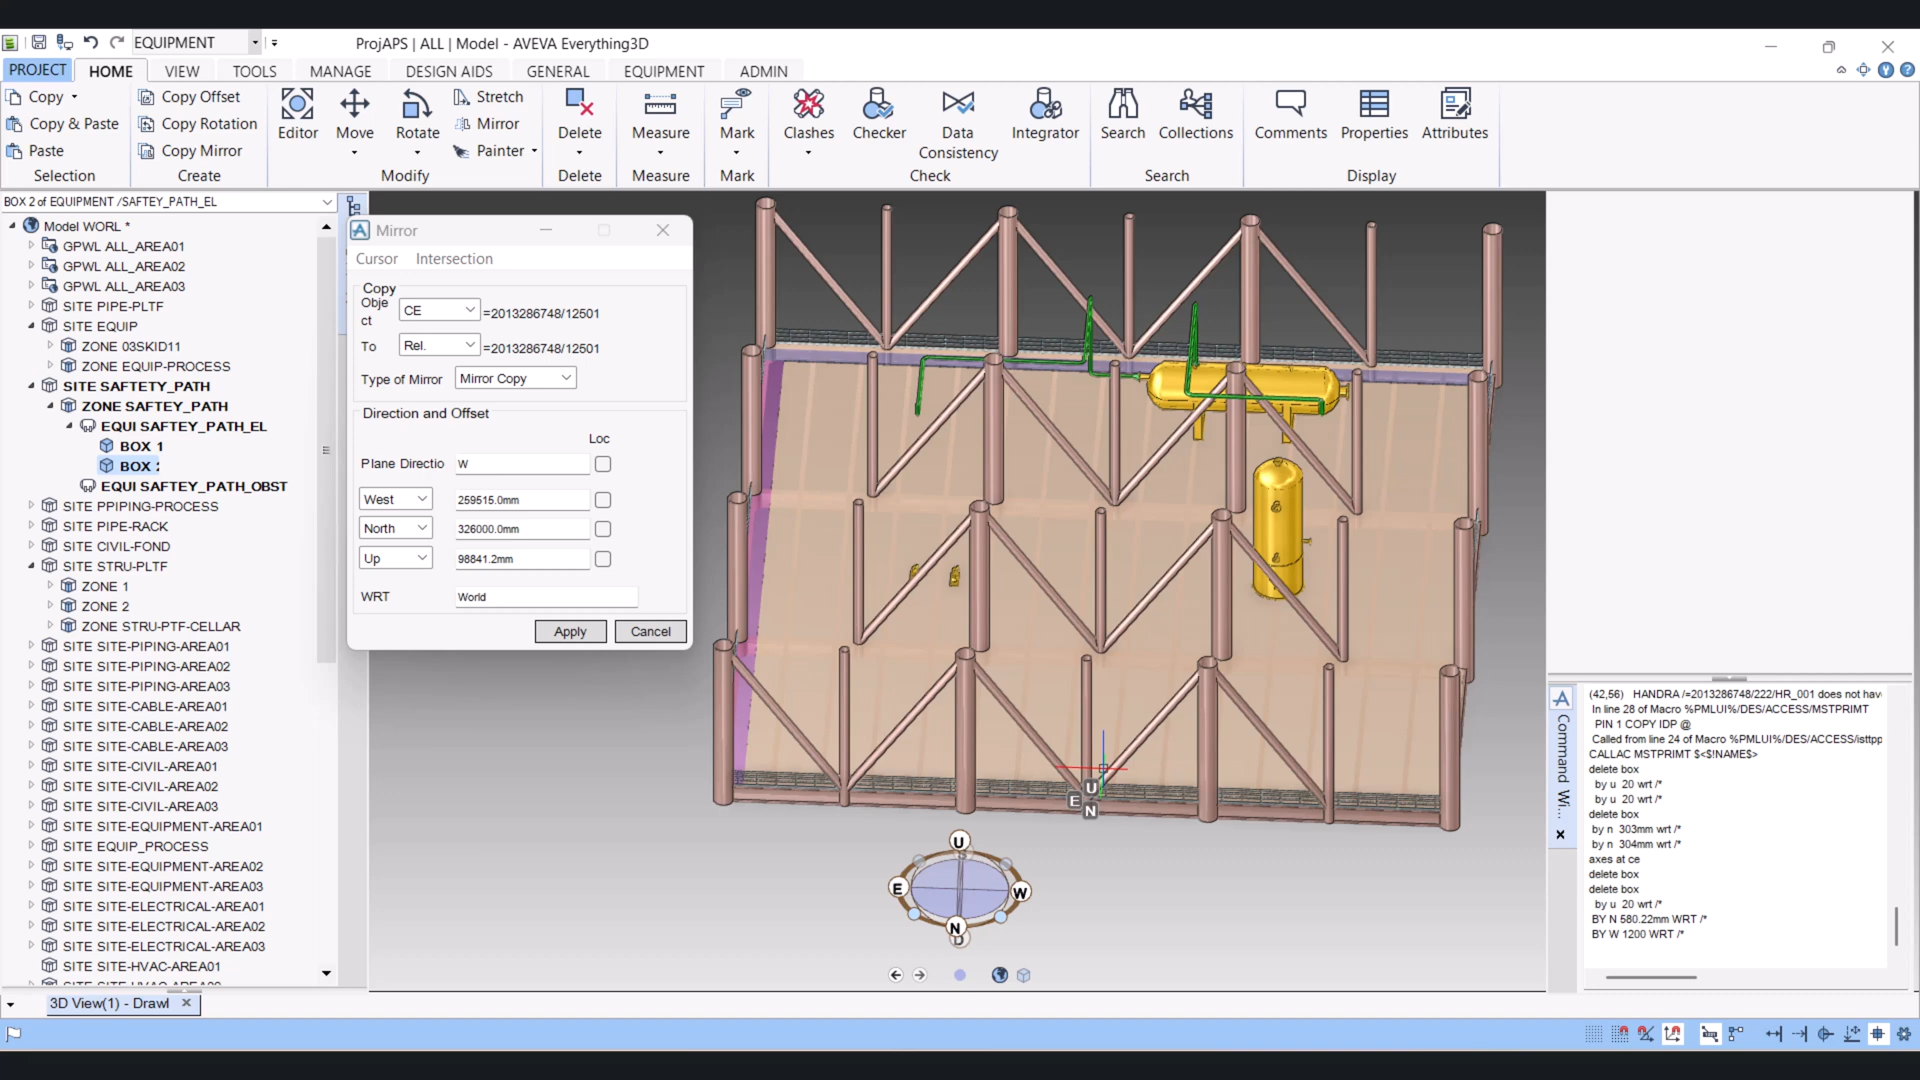 EQUIPMENT
ProjAPS | ALL | Model - AVEVA Everything3D
PROJECT
HOME
VIEW
TOOLS
MANAGE
DESIGN AIDS
GENERAL
EQUIPMENT
ADMIN
Copy
Copy & Paste
Paste
Selection
Copy Offset
Copy Rotation
Copy Mirror
Create
Editor
Move
Rotate
Stretch
Mirror
Painter
Modify
Delete
Delete
Measure
Measure
Mark
Mark
Clashes
Checker
Data
Consistency
Integrator
Check
Search
Collections
Search
Comments
Properties
Attributes
Display
BOX 2 of EQUIPMENT /SAFTEY_PATH_EL
Model WORL *
GPWL ALL_AREA01
GPWL ALL_AREA02
GPWL ALL_AREA03
SITE PIPE-PLTF
SITE EQUIP
ZONE 03SKID11
ZONE EQUIP-PROCESS
SITE SAFTETY_PATH
ZONE SAFTEY_PATH
EQUI SAFTEY_PATH_EL
BOX 1
BOX 2
EQUI SAFTEY_PATH_OBST
SITE PPIPING-PROCESS
SITE PIPE-RACK
SITE CIVIL-FOND
SITE STRU-PLTF
ZONE 1
ZONE 2
ZONE STRU-PTF-CELLAR
SITE SITE-PIPING-AREA01
SITE SITE-PIPING-AREA02
SITE SITE-PIPING-AREA03
SITE SITE-CABLE-AREA01
SITE SITE-CABLE-AREA02
SITE SITE-CABLE-AREA03
SITE SITE-CIVIL-AREA01
SITE SITE-CIVIL-AREA02
SITE SITE-CIVIL-AREA03
SITE SITE-EQUIPMENT-AREA01
SITE EQUIP_PROCESS
SITE SITE-EQUIPMENT-AREA02
SITE SITE-EQUIPMENT-AREA03
SITE SITE-ELECTRICAL-AREA01
SITE SITE-ELECTRICAL-AREA02
SITE SITE-ELECTRICAL-AREA03
SITE SITE-HVAC-AREA01
Mirror
Cursor
Intersection
Copy
Obje
ct
CE
=2013286748/12501
To
Rel.
=2013286748/12501
Type of Mirror
Mirror Copy
Direction and Offset
Loc
Plane Directio
W
West
259515.0mm
North
326000.0mm
Up
98841.2mm
WRT
World
Apply
Cancel
U
E
N
U
S
E
W
N
D
Command Wi...
(42,56) HANDRA /=2013286748/222/HR_001 does not hav
In line 28 of Macro %PMLUI%/DES/ACCESS/MSTPRIMT
PIN 1 COPY IDP @
Called from line 24 of Macro %PMLUI%/DES/ACCESS/isttpp
CALLAC MSTPRIMT $<$!NAME$>
delete box
by u 20 wrt /*
by u 20 wrt /*
delete box
by n 303mm wrt /*
by n 304mm wrt /*
axes at ce
delete box
delete box
by u 20 wrt /*
BY N 580.22mm WRT /*
BY W 1200 WRT /*
3D View(1) - Drawl